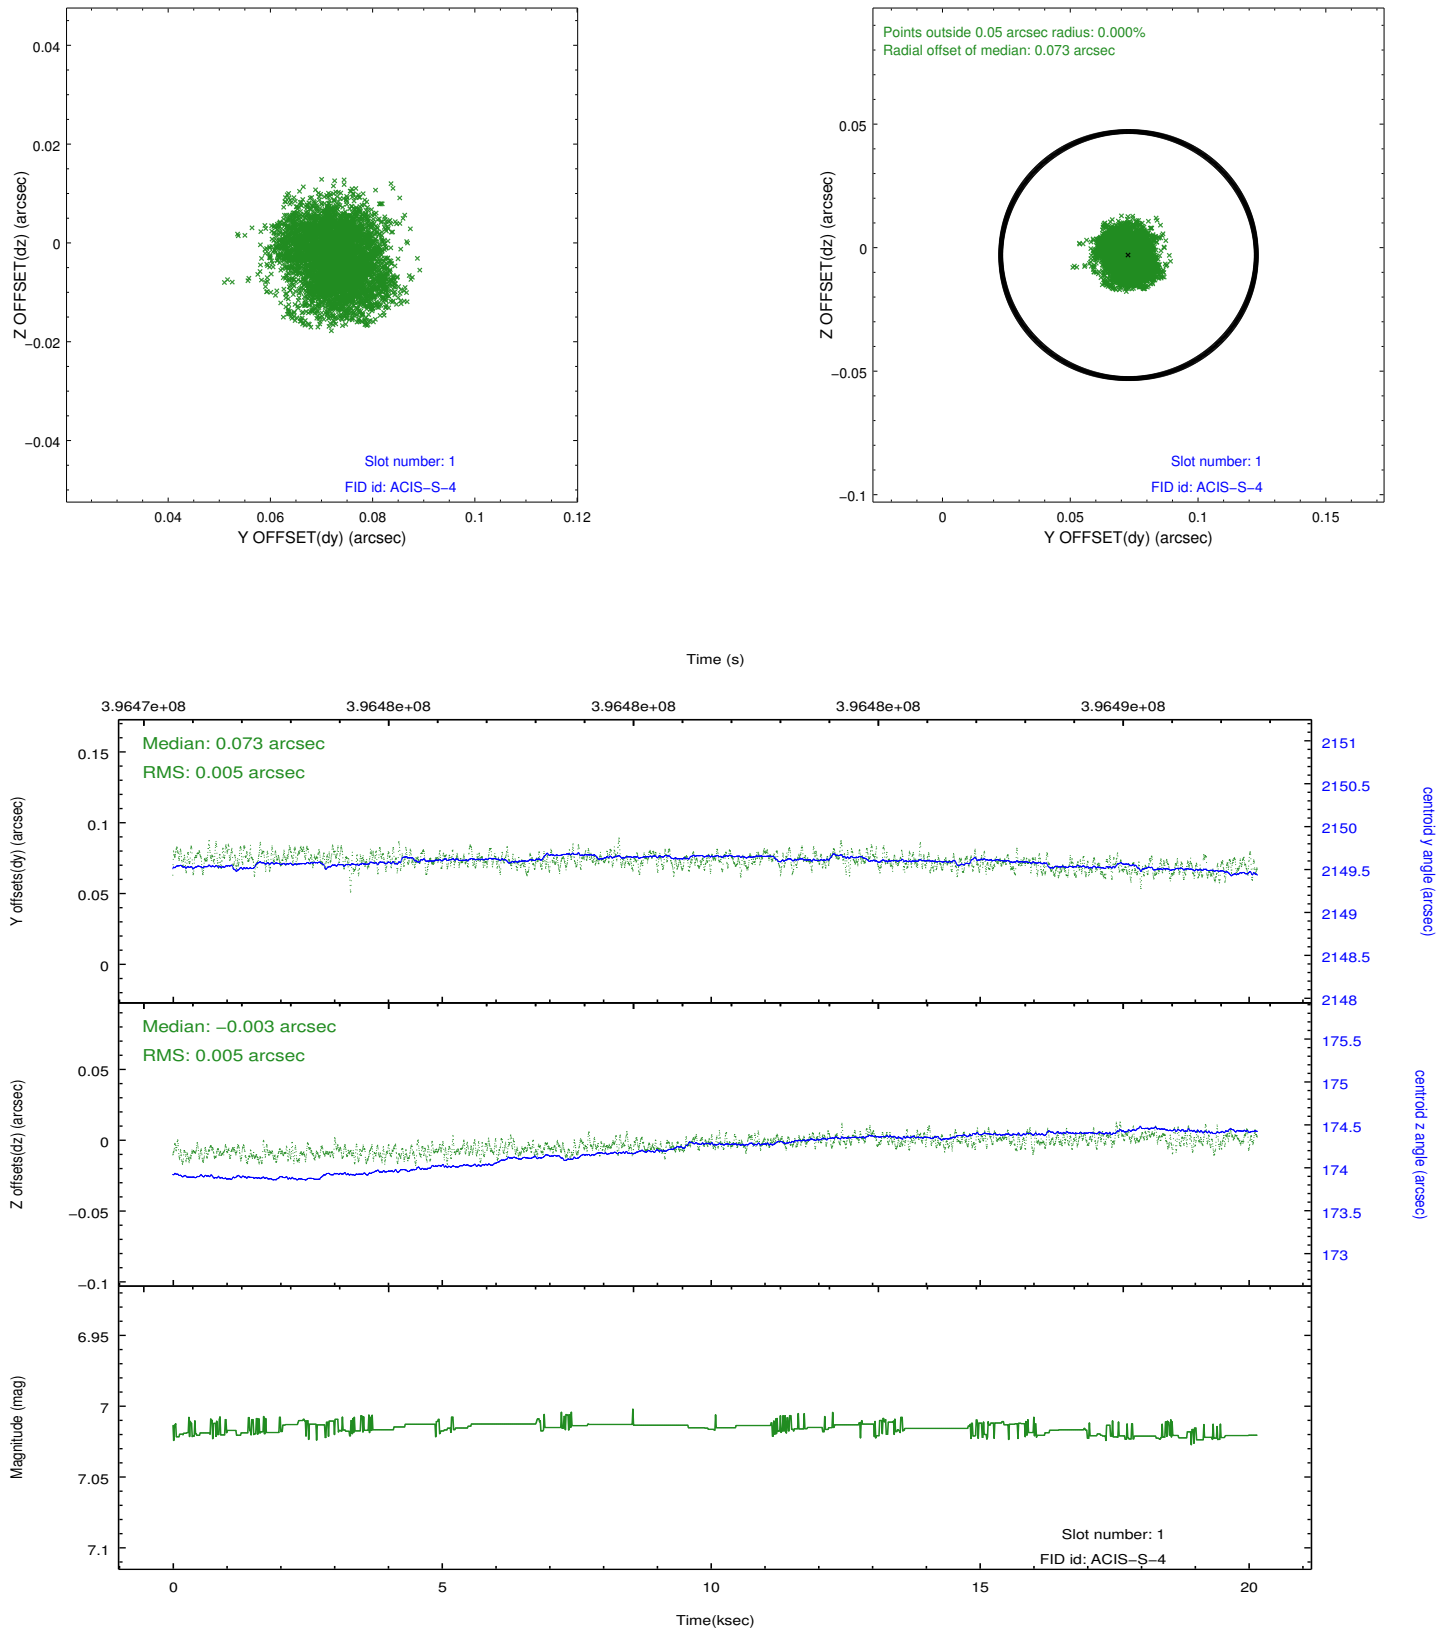 0.04
0.02
0
−0.02
−0.04
Z OFFSET(dz) (arcsec)
Slot number: 1
FID id: ACIS−S−4
0.04 0.06 0.08 0.1 0.12
Y OFFSET(dy) (arcsec)
Points outside 0.05 arcsec radius: 0.000%
Radial offset of median: 0.073 arcsec
0.05
0
−0.05
−0.1
Z OFFSET(dz) (arcsec)
Slot number: 1
FID id: ACIS−S−4
0 0.05 0.1 0.15
Y OFFSET(dy) (arcsec)
Time (s)
3.9647e+08 3.9648e+08 3.9648e+08 3.9648e+08 3.9649e+08
Median: 0.073 arcsec
RMS: 0.005 arcsec
0.15
0.1
0.05
0
Y offsets(dy) (arcsec)
2151
2150.5
2150
2149.5
2149
2148.5
2148
centroid y angle (arcsec)
Median: −0.003 arcsec
RMS: 0.005 arcsec
0.05
0
−0.05
−0.1
Z offsets(dz) (arcsec)
175.5
175
174.5
174
173.5
173
centroid z angle (arcsec)
6.95
7
7.05
7.1
Magnitude (mag)
Slot number: 1
FID id: ACIS−S−4
0 5 10 15 20
Time(ksec)